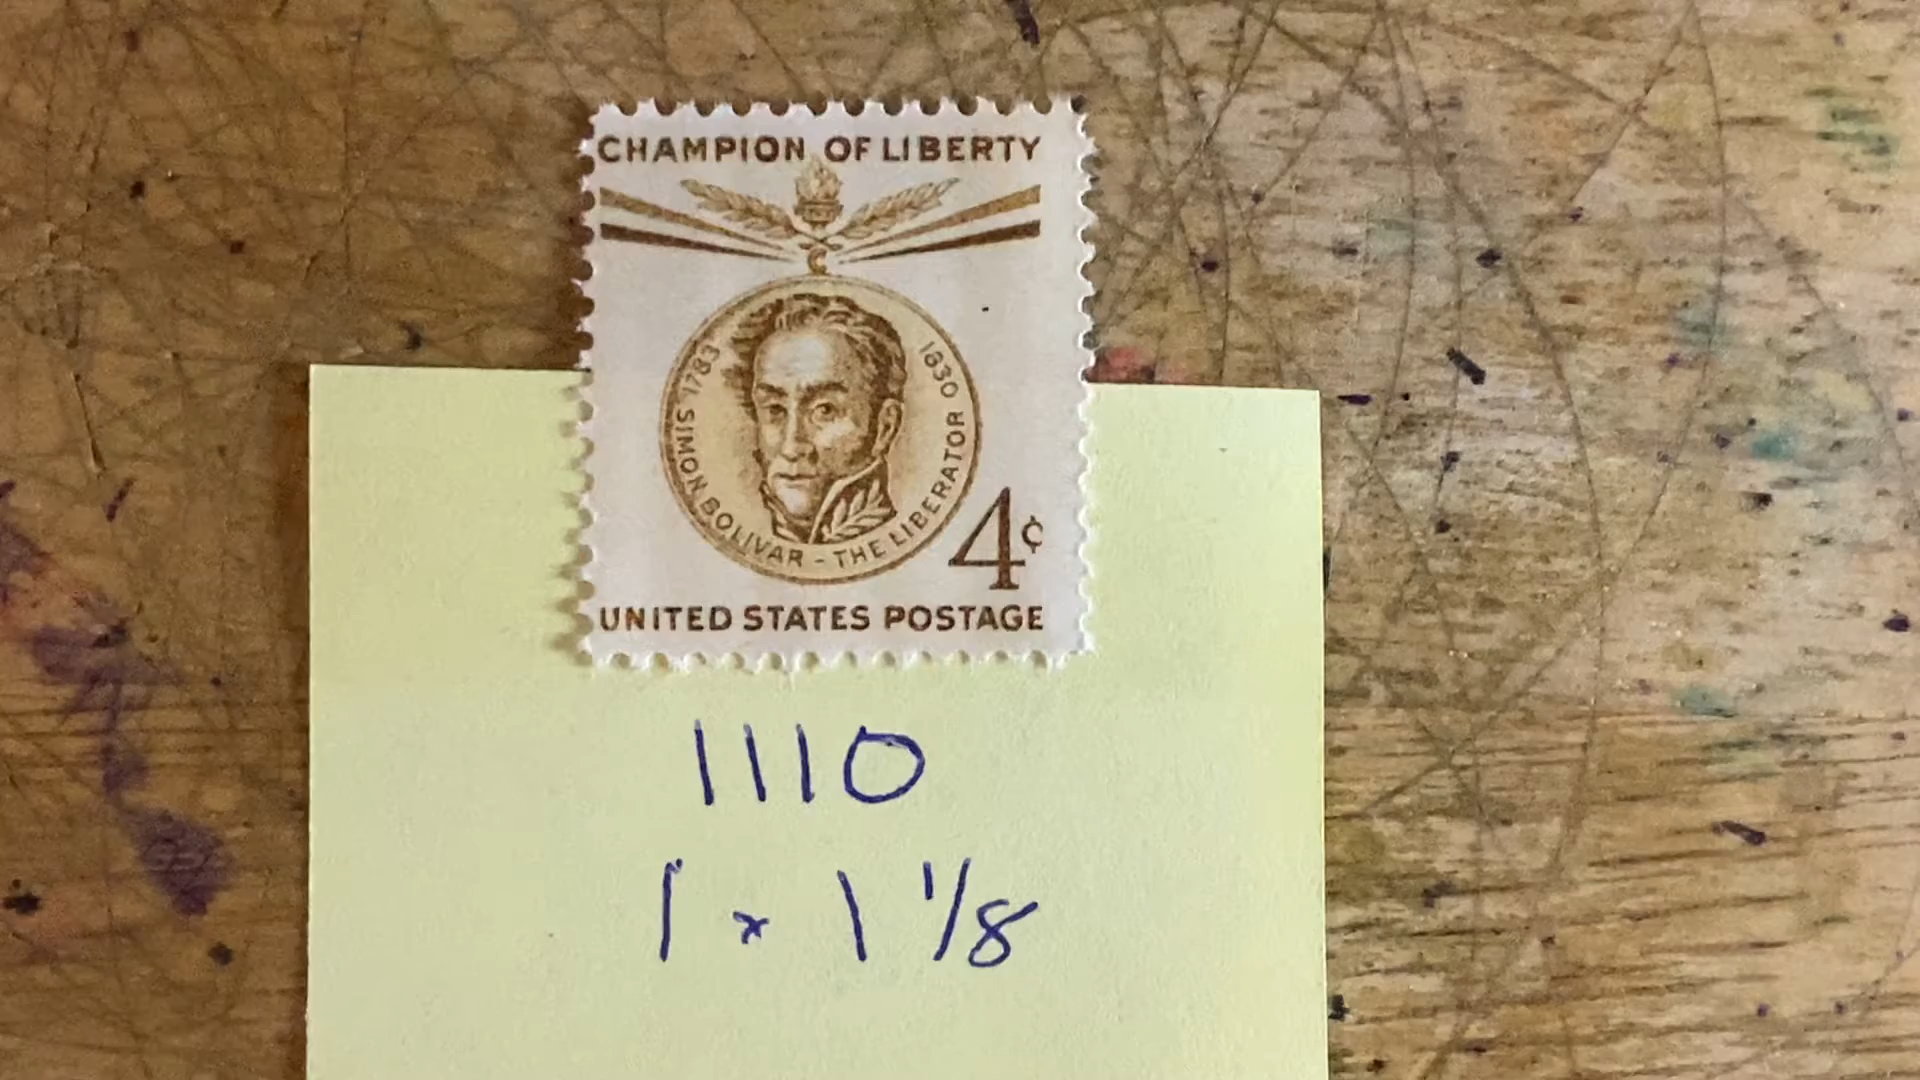 CHAMPION OF LIBERTY
1783 SIMON BOLIVAR - THE LIBERATOR 1830
4¢
UNITED STATES POSTAGE
1110
1 x 1 1/8